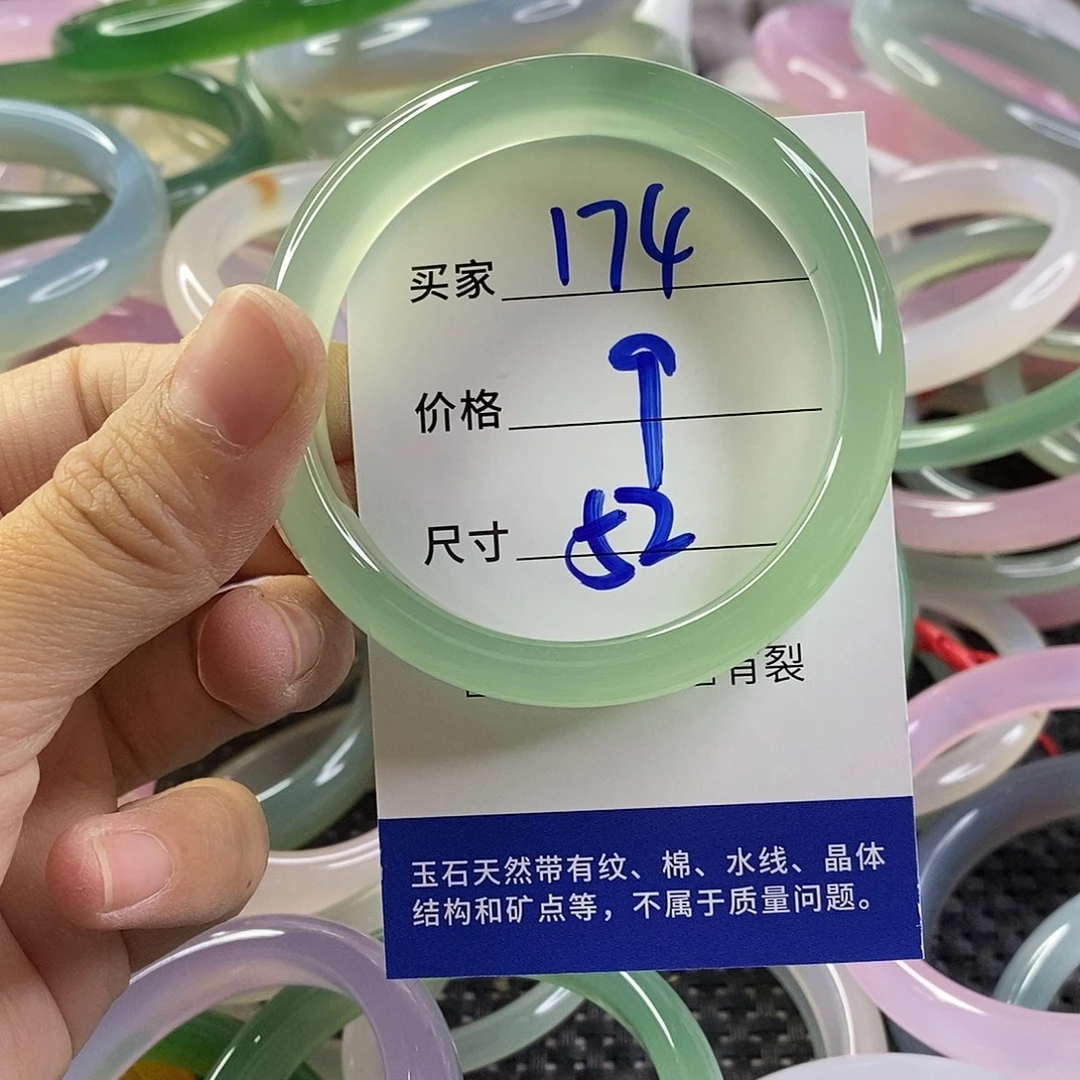 买家 174
价格
尺寸 52
有裂
玉石天然带有纹、棉、水线、晶体
结构和矿点等，不属于质量问题。